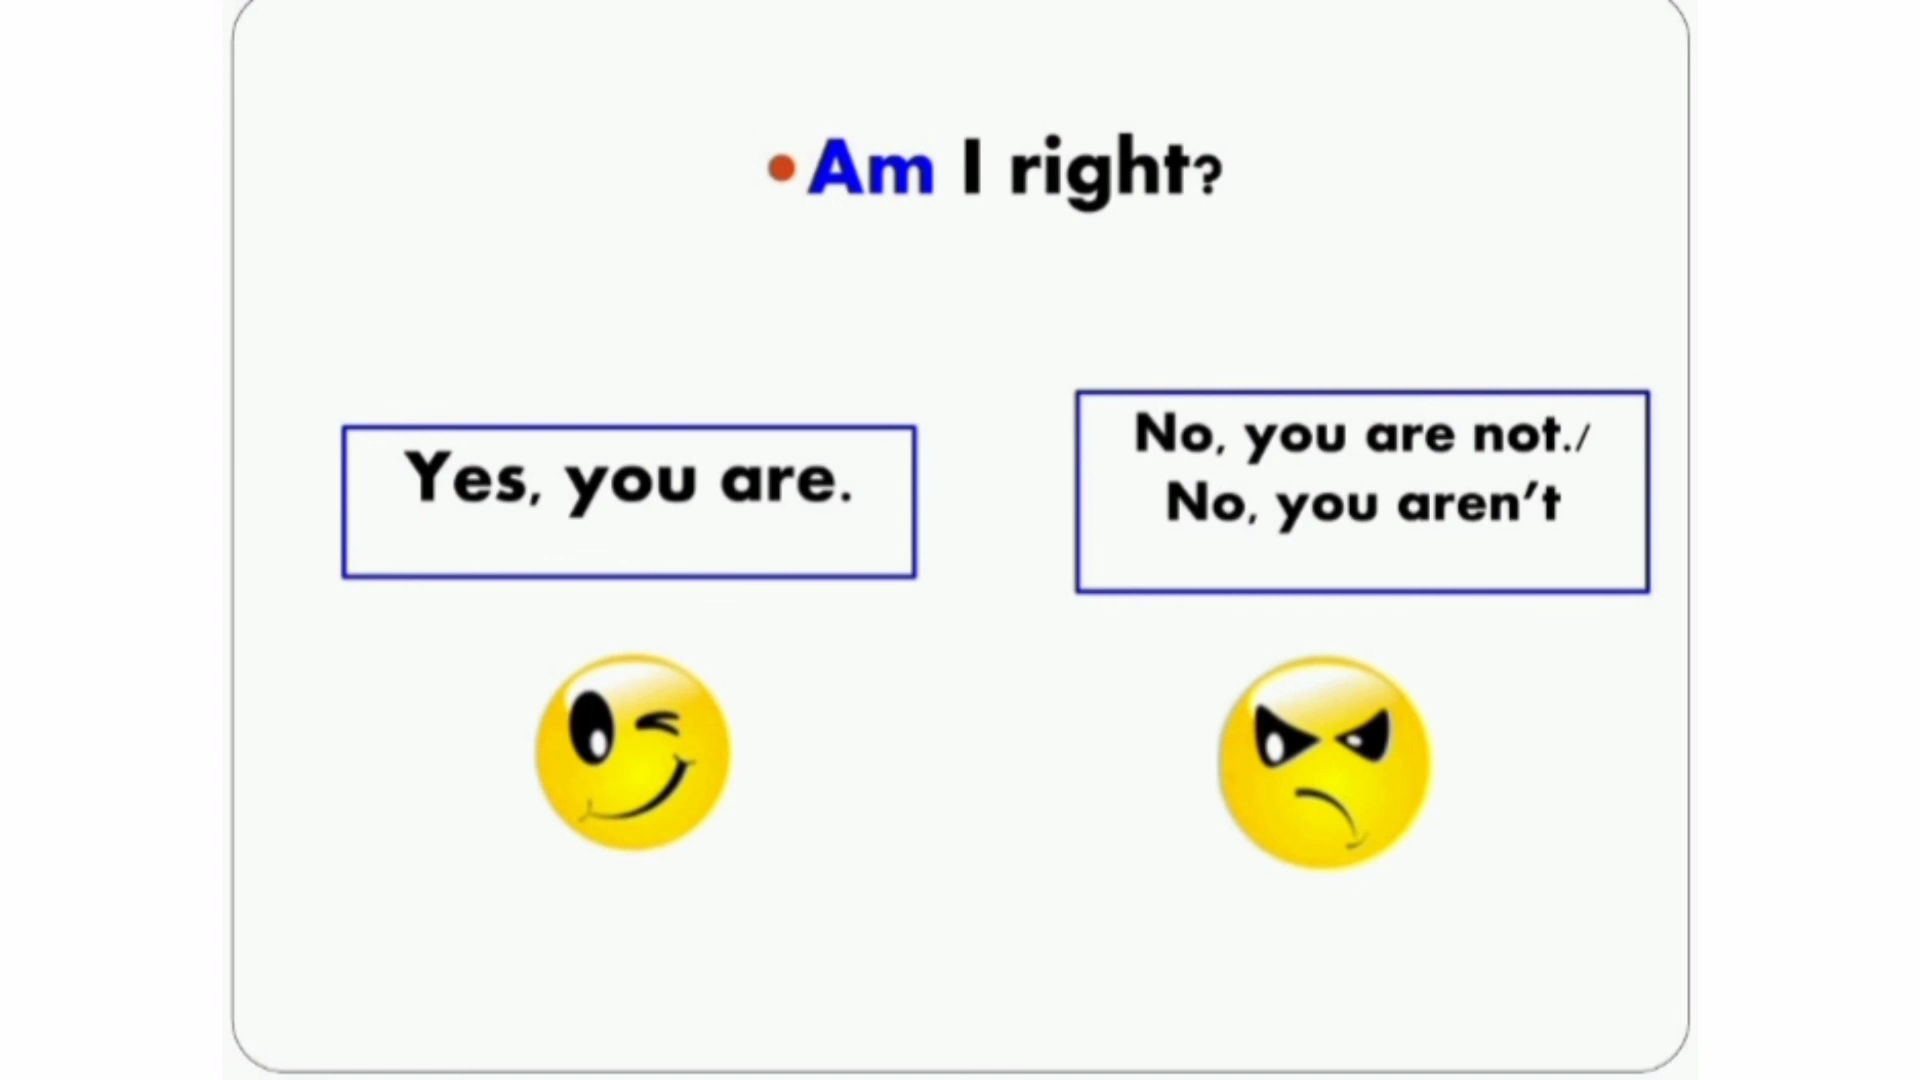 •Am I right?
Yes, you are.
No, you are not./
No, you aren’t